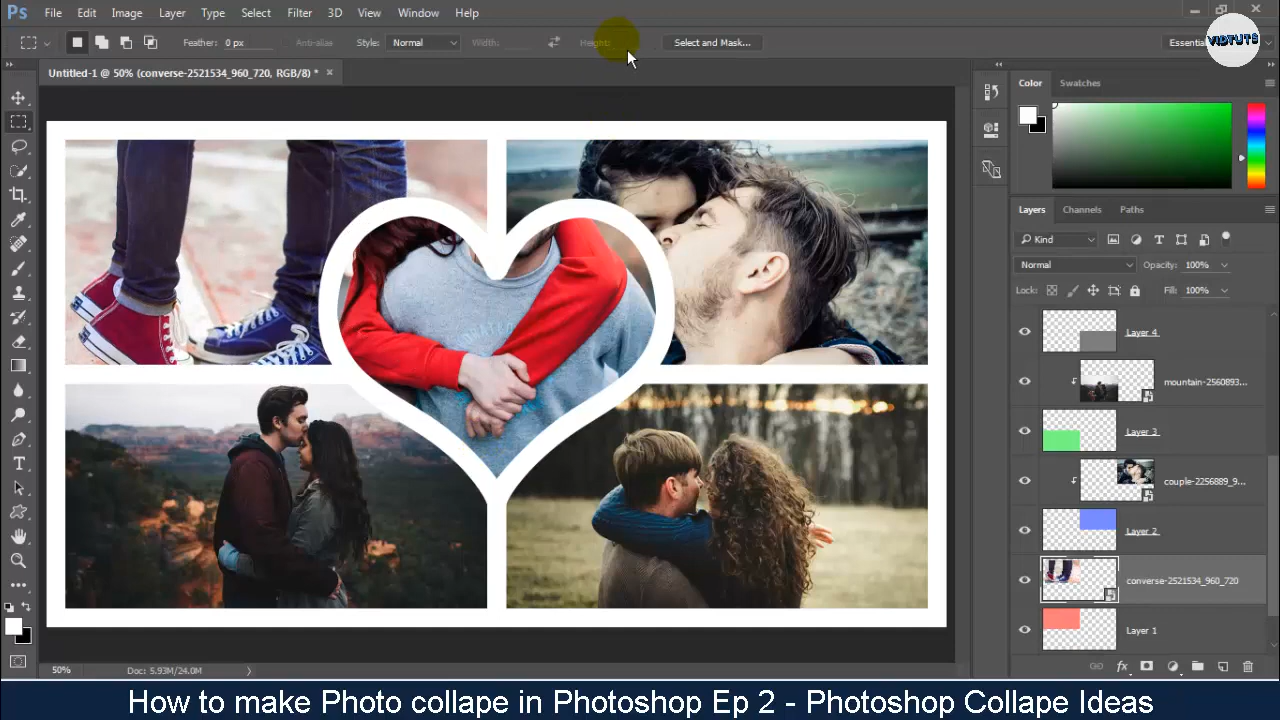 Ps File Edit Image Layer Type Select Filter 3D View Window Help
Feather: 0 px Anti-alias Style: Normal Width: Height: Select and Mask...
VIDTUTS
Untitled-1 @ 50% (converse-2521534_960_720, RGB/8) * ×
Color Swatches
Layers Channels Paths
Kind
Normal Opacity: 100%
Lock: Fill: 100%
Layer 4
mountain-2560893...
Layer 3
couple-2256889_9...
Layer 2
converse-2521534_960_720
Layer 1
50% Doc: 5.93M/24.0M
How to make Photo collape in Photoshop Ep 2 - Photoshop Collape Ideas